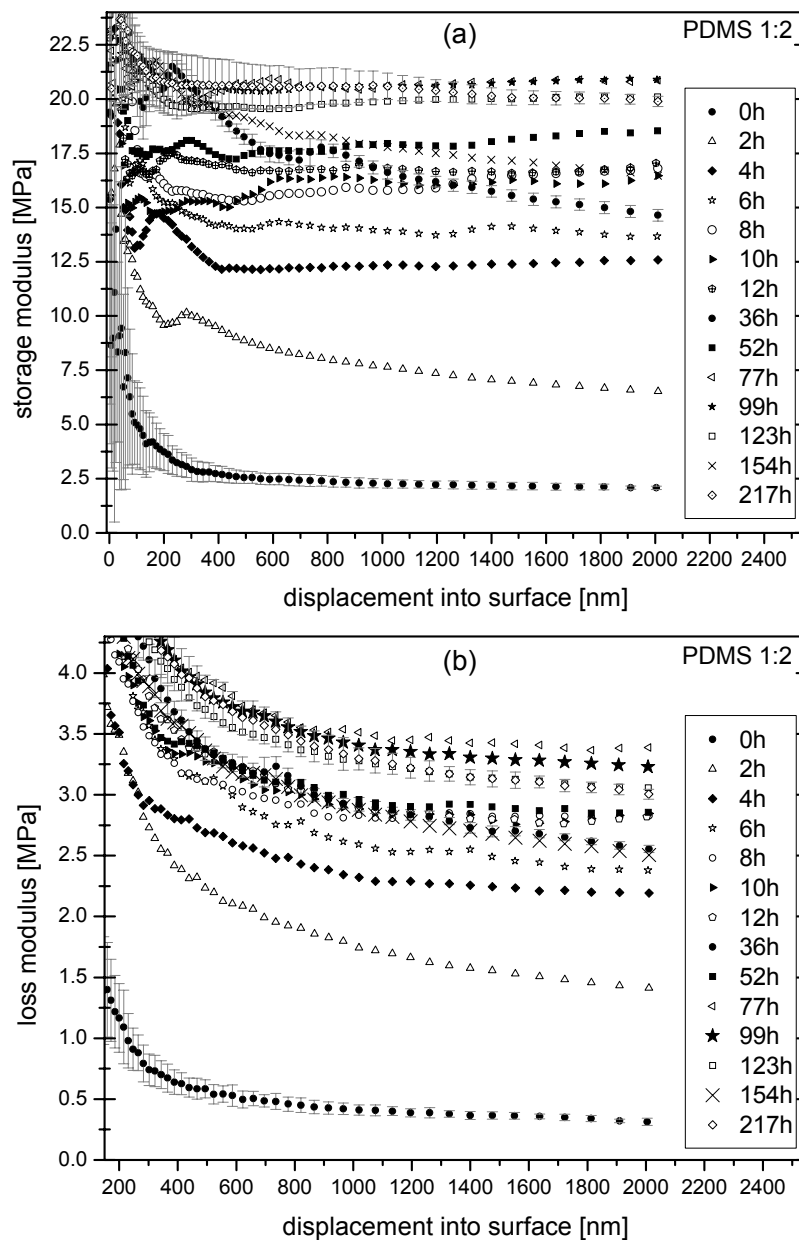 (a)
PDMS 1:2
storage modulus [MPa]
22.5
20.0
17.5
15.0
12.5
10.0
7.5
5.0
2.5
0.0
0h
2h
4h
6h
8h
10h
12h
36h
52h
77h
99h
123h
154h
217h
0 200 400 600 800 1000 1200 1400 1600 1800 2000 2200 2400
displacement into surface [nm]
(b)
PDMS 1:2
loss modulus [MPa]
4.0
3.5
3.0
2.5
2.0
1.5
1.0
0.5
0.0
0h
2h
4h
6h
8h
10h
12h
36h
52h
77h
99h
123h
154h
217h
200 400 600 800 1000 1200 1400 1600 1800 2000 2200 2400
displacement into surface [nm]